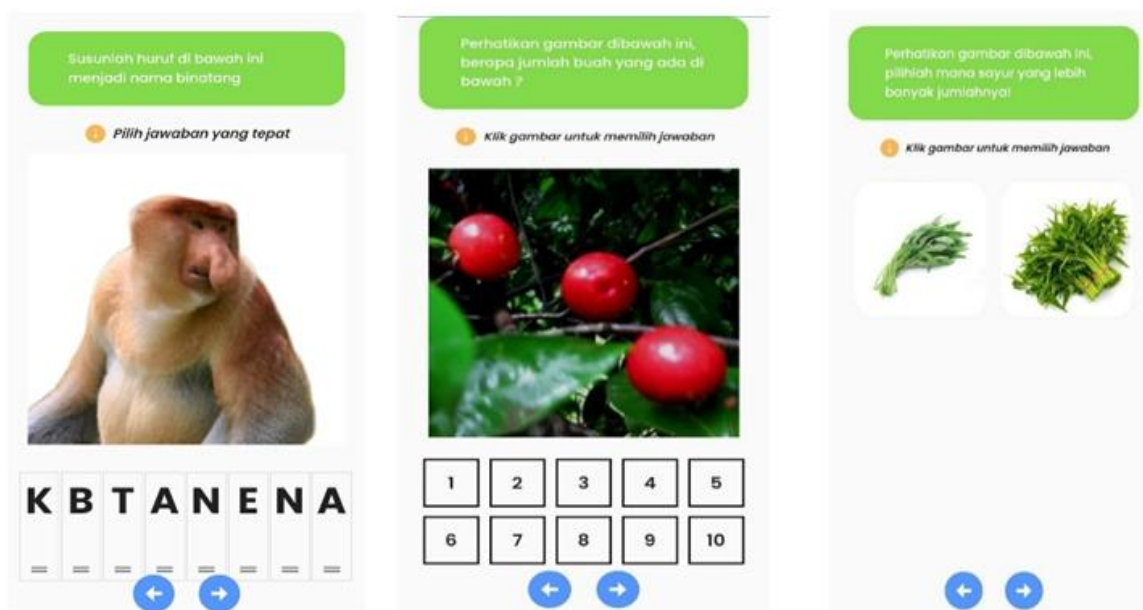 Susunlah huruf di bawah ini
menjadi nama binatang
Pilih jawaban yang tepat
K B T A N E N A
Perhatikan gambar dibawah ini,
berapa jumlah buah yang ada di
bawah ?
Klik gambar untuk memilih jawaban
1 2 3 4 5
6 7 8 9 10
Perhatikan gambar dibawah ini,
pilihlah mana sayur yang lebih
banyak jumlahnya!
Klik gambar untuk memilih jawaban